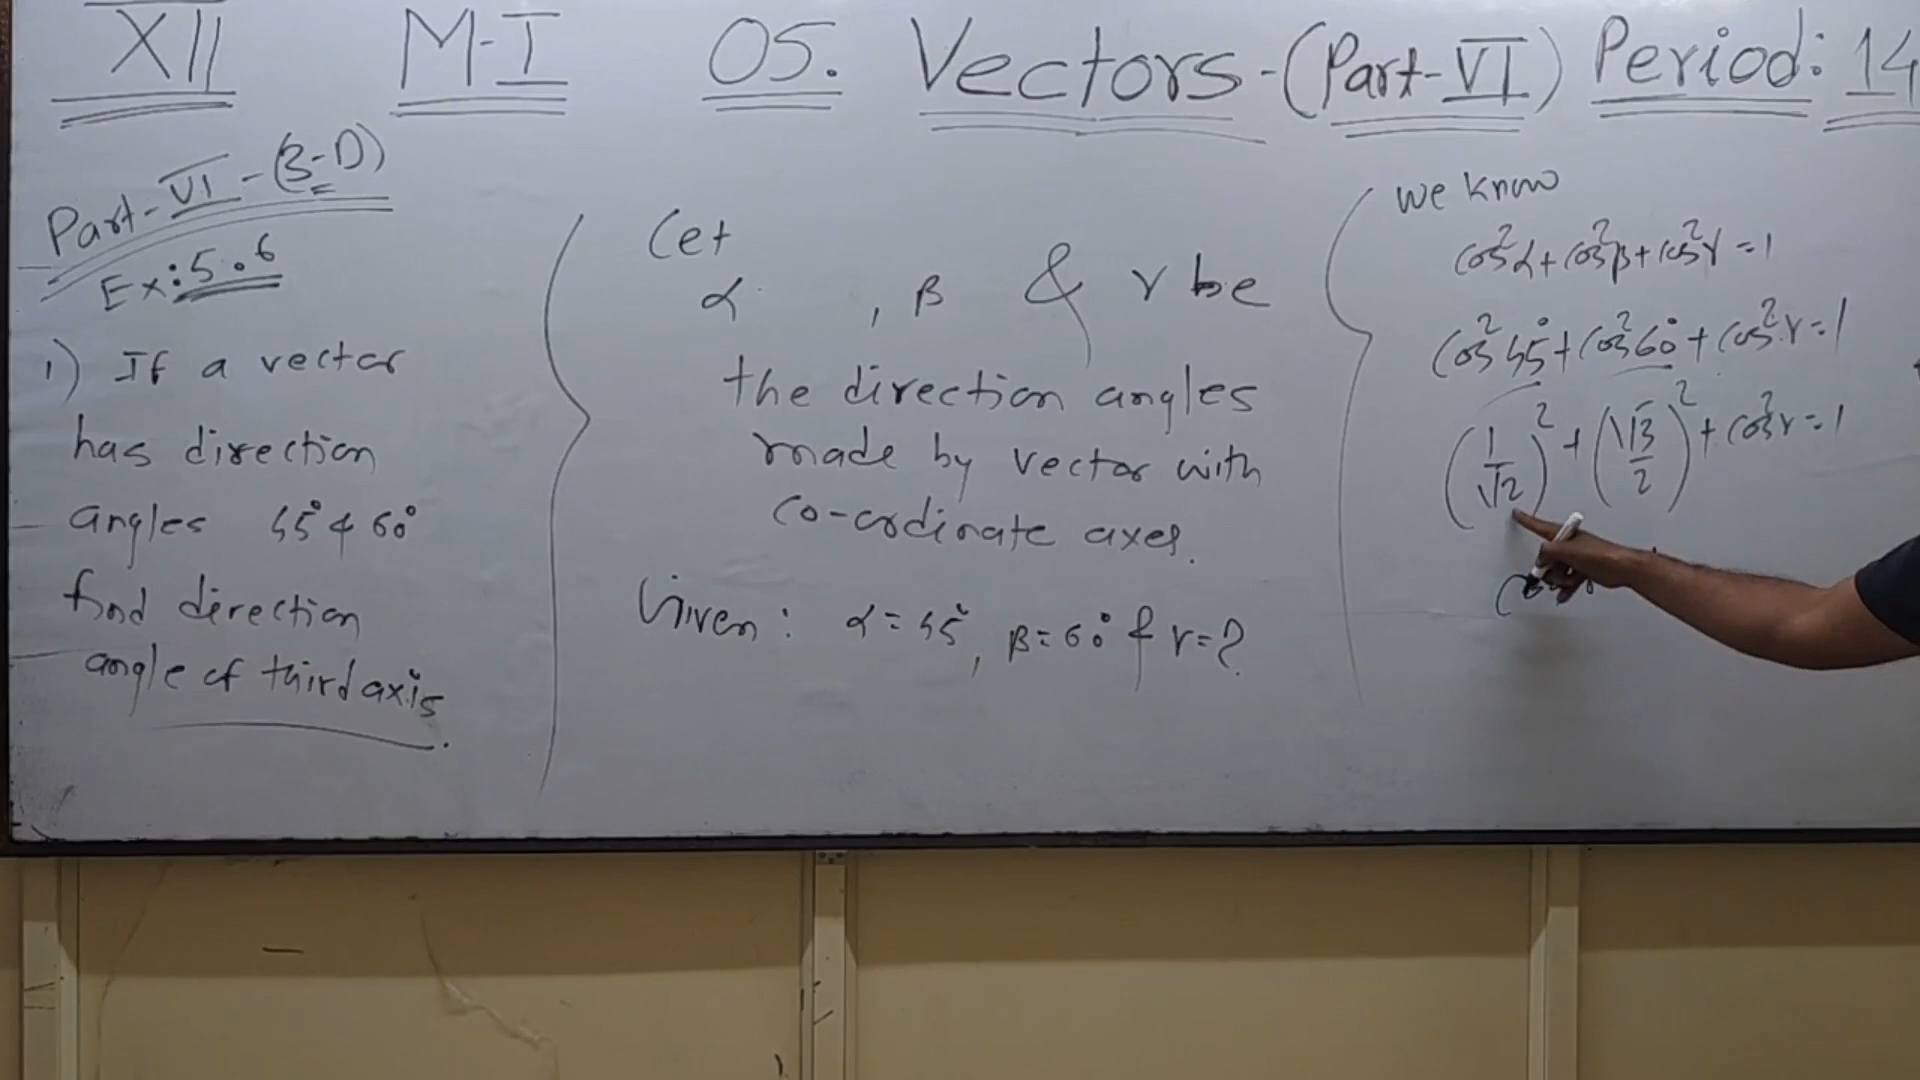 XII M-I 05. Vectors-(Part-VI) Period: 14
Part-VI-(3-D)
Ex: 5.6
1) If a vector
has direction
angles 45° & 60°
find direction
angle of third axis.
Let
α , β & γ be
the direction angles
made by vector with
co-ordinate axes.
Given: α = 45°, β = 60° & γ = ?
we know
cos²α + cos²β + cos²γ = 1
cos²45° + cos²60° + cos²γ = 1
(1/√2)² + (√3/2)² + cos²γ = 1